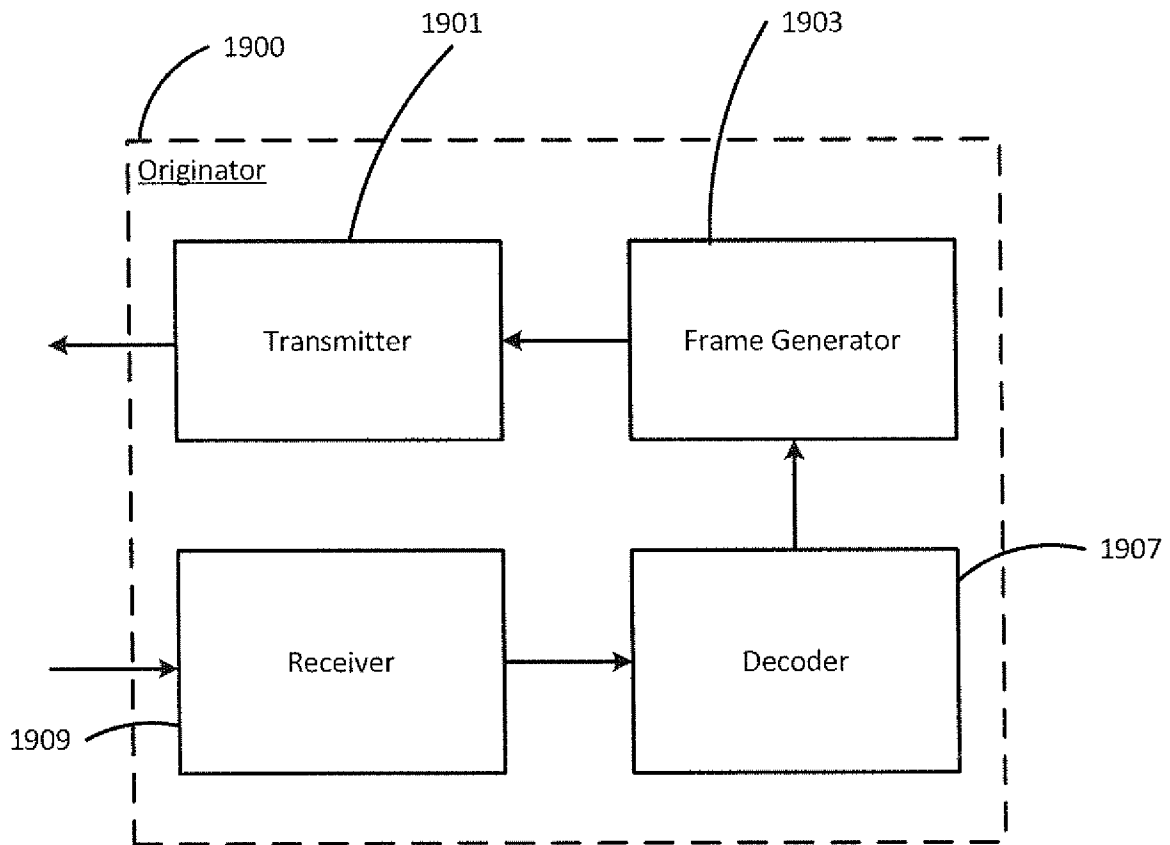 1900
1901
1903
Originator
Transmitter
Frame Generator
Receiver
Decoder
1907
1909